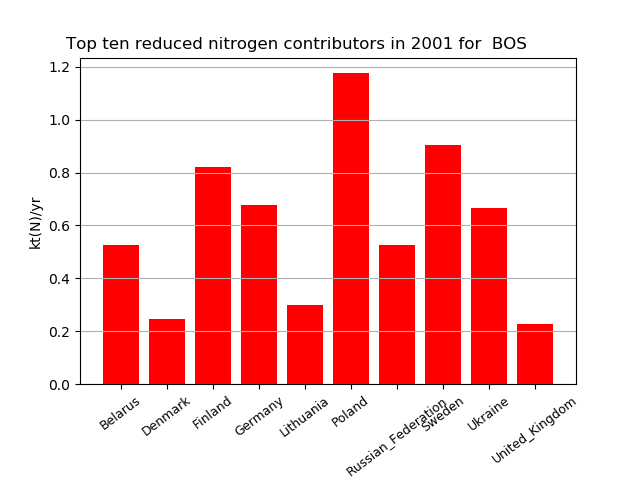 Top ten reduced nitrogen contributors in 2001 for  BOS
kt(N)/yr
1.2
1.0
0.8
0.6
0.4
0.2
0.0
Belarus
Denmark
Finland
Germany
Lithuania
Poland
Russian_Federation
Sweden
Ukraine
United_Kingdom